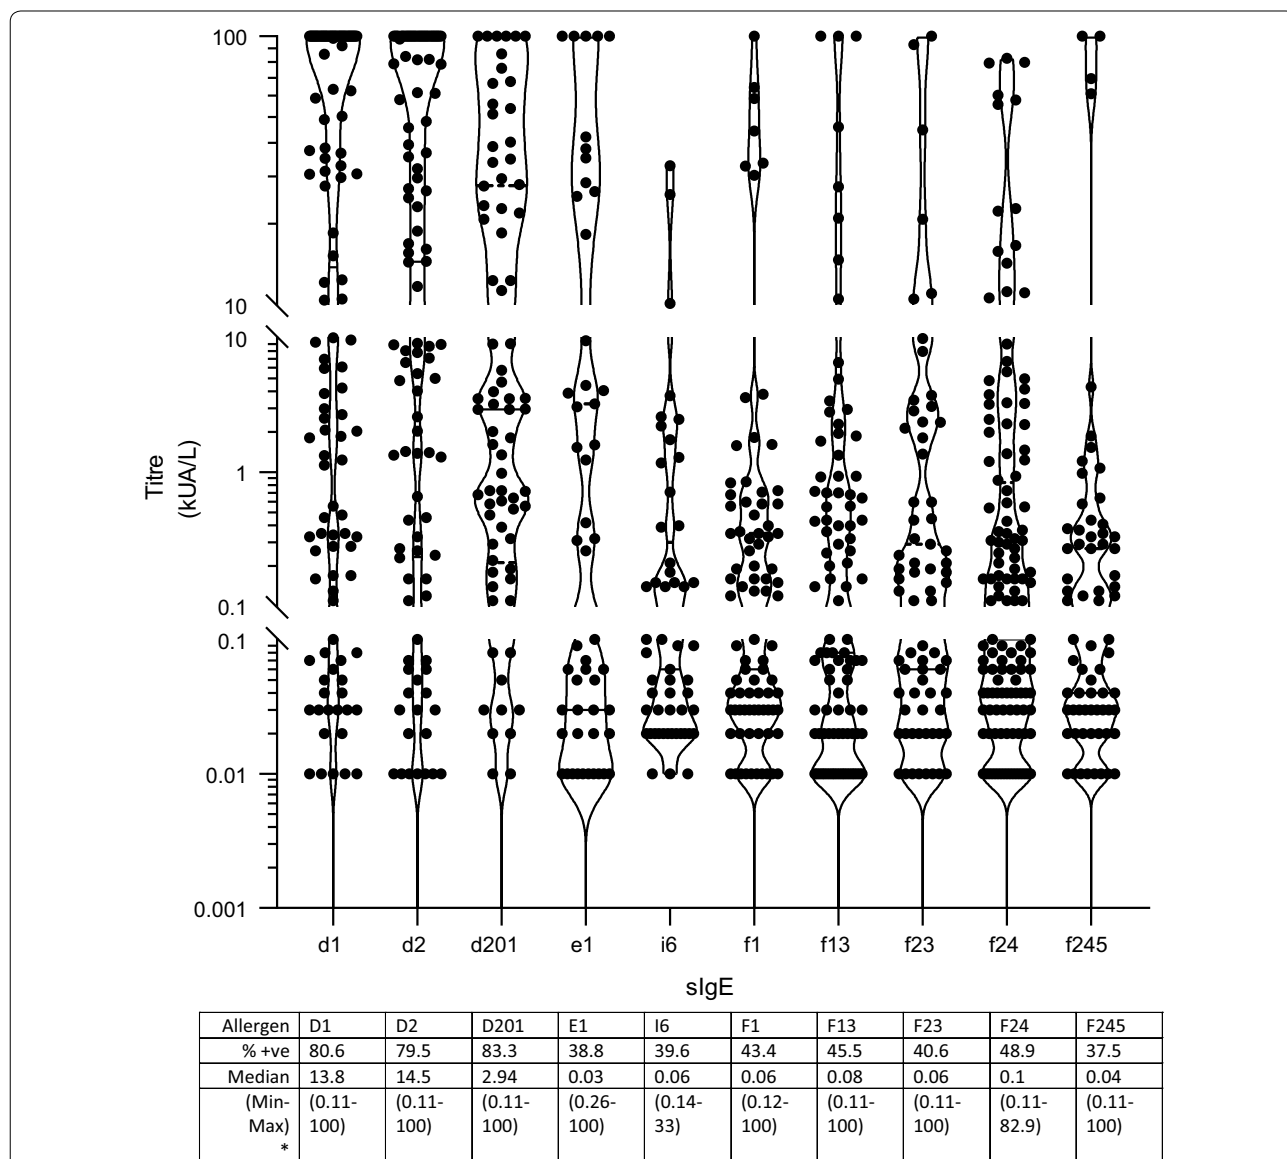 100
10
10
1
0.1
0.1
0.01
0.001
Titre
(kUA/L)
d1 d2 d201 e1 i6 f1 f13 f23 f24 f245
sIgE
Allergen D1 D2 D201 E1 I6 F1 F13 F23 F24 F245
% +ve 80.6 79.5 83.3 38.8 39.6 43.4 45.5 40.6 48.9 37.5
Median 13.8 14.5 2.94 0.03 0.06 0.06 0.08 0.06 0.1 0.04
(Min- (0.11- (0.11- (0.11- (0.26- (0.14- (0.12- (0.11- (0.11- (0.11- (0.11-
Max) 100) 100) 100) 100) 33) 100) 100) 100) 82.9) 100)
*